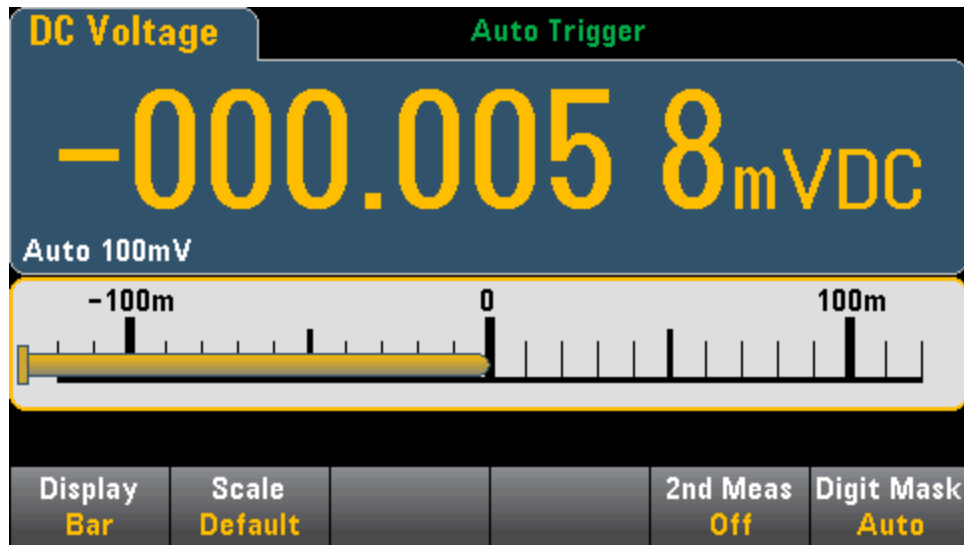 DC Voltage Auto Trigger
-000.005 8mVDC
Auto 100mV
-100m 0 100m
Display Scale 2nd Meas Digit Mask
Bar Default Off Auto